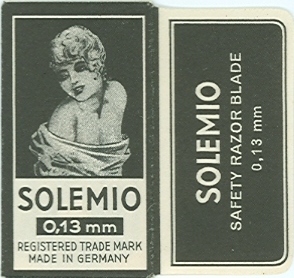 SOLEMIO
0,13 mm
REGISTERED TRADE MARK
MADE IN GERMANY
SOLEMIO
SAFETY RAZOR BLADE
0,13 mm